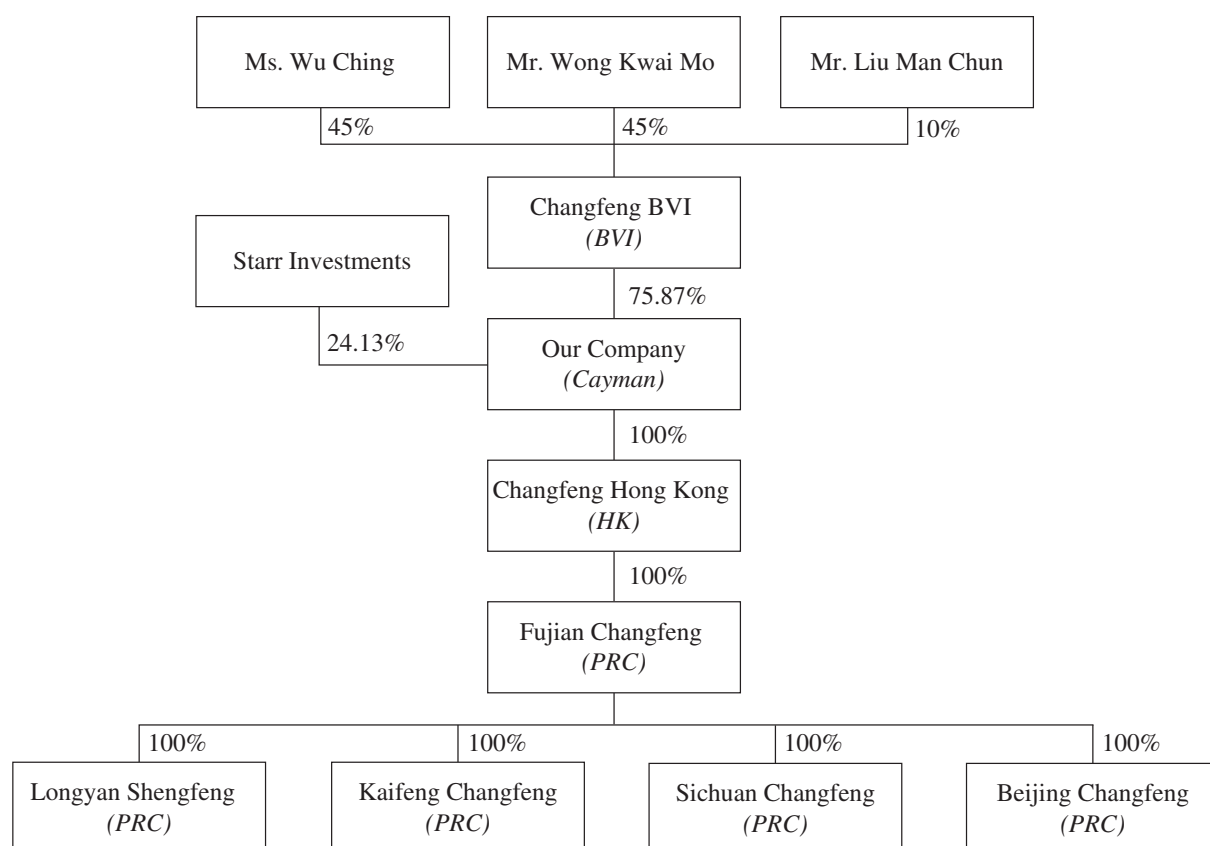 Ms. Wu Ching
Mr. Wong Kwai Mo
Mr. Liu Man Chun
45%
45%
10%
Changfeng BVI
(BVI)
Starr Investments
75.87%
24.13%
Our Company
(Cayman)
100%
Changfeng Hong Kong
(HK)
100%
Fujian Changfeng
(PRC)
100%
100%
100%
100%
Longyan Shengfeng
(PRC)
Kaifeng Changfeng
(PRC)
Sichuan Changfeng
(PRC)
Beijing Changfeng
(PRC)